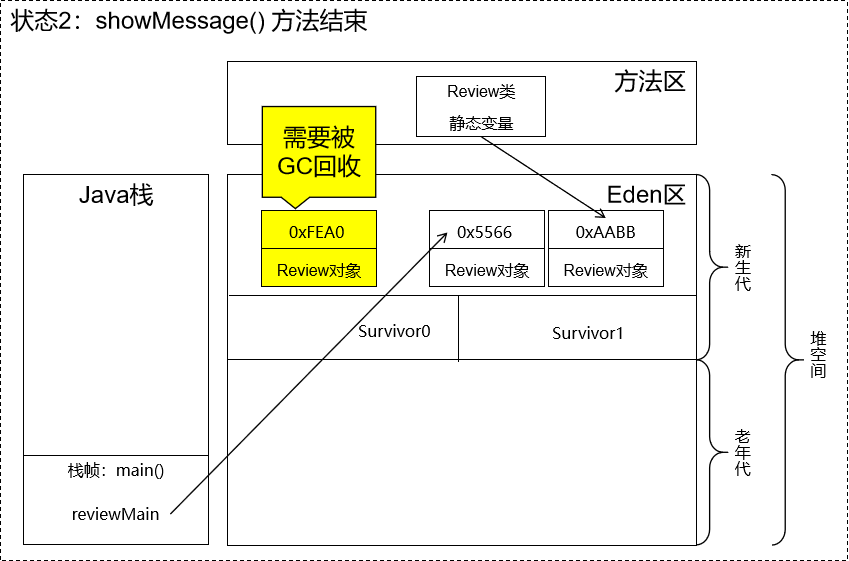 状态2：showMessage() 方法结束
方法区
Review类
静态变量
需要被
GC回收
Java栈
Eden区
0xFEA0
Review对象
0x5566
Review对象
0xAABB
Review对象
新生代
Survivor0
Survivor1
堆空间
老年代
栈帧：main()
reviewMain